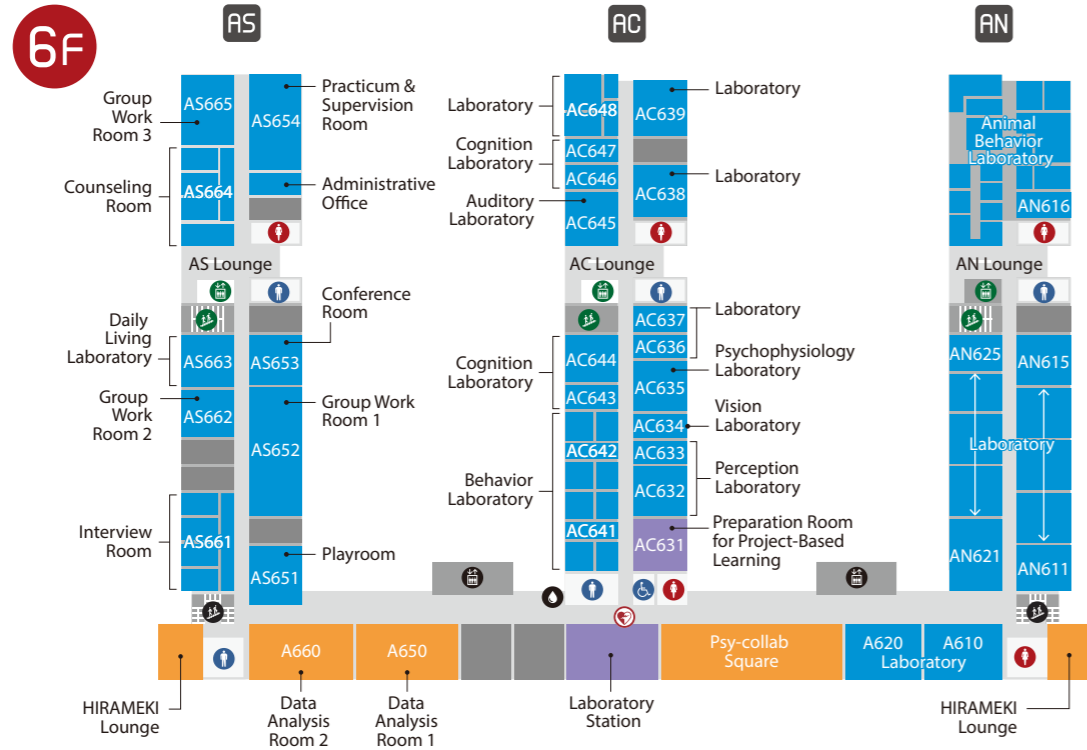 6F
AS
AC
AN
Group
Work
Room 3
AS665
AS654
Practicum &
Supervision
Room
Counseling
Room
AS664
Administrative
Office
AS Lounge
Daily
Living
Laboratory
AS663
AS653
Conference
Room
Group
Work
Room 2
AS662
AS652
Group Work
Room 1
Interview
Room
AS661
AS651
Playroom
Laboratory
AC648
AC639
Laboratory
Cognition
Laboratory
AC647
AC646
AC638
Laboratory
Auditory
Laboratory
AC645
AC Lounge
AC637
AC636
Laboratory
Cognition
Laboratory
AC644
AC643
AC635
Psychophysiology
Laboratory
AC634
Vision
Laboratory
Behavior
Laboratory
AC642
AC641
AC633
AC632
Perception
Laboratory
AC631
Preparation Room
for Project-Based
Learning
Animal
Behavior
Laboratory
AN616
AN Lounge
AN625
AN615
Laboratory
AN621
AN611
A660
A650
Psy-collab
Square
A620
A610
Laboratory
HIRAMEKI
Lounge
Data
Analysis
Room 2
Data
Analysis
Room 1
Laboratory
Station
HIRAMEKI
Lounge